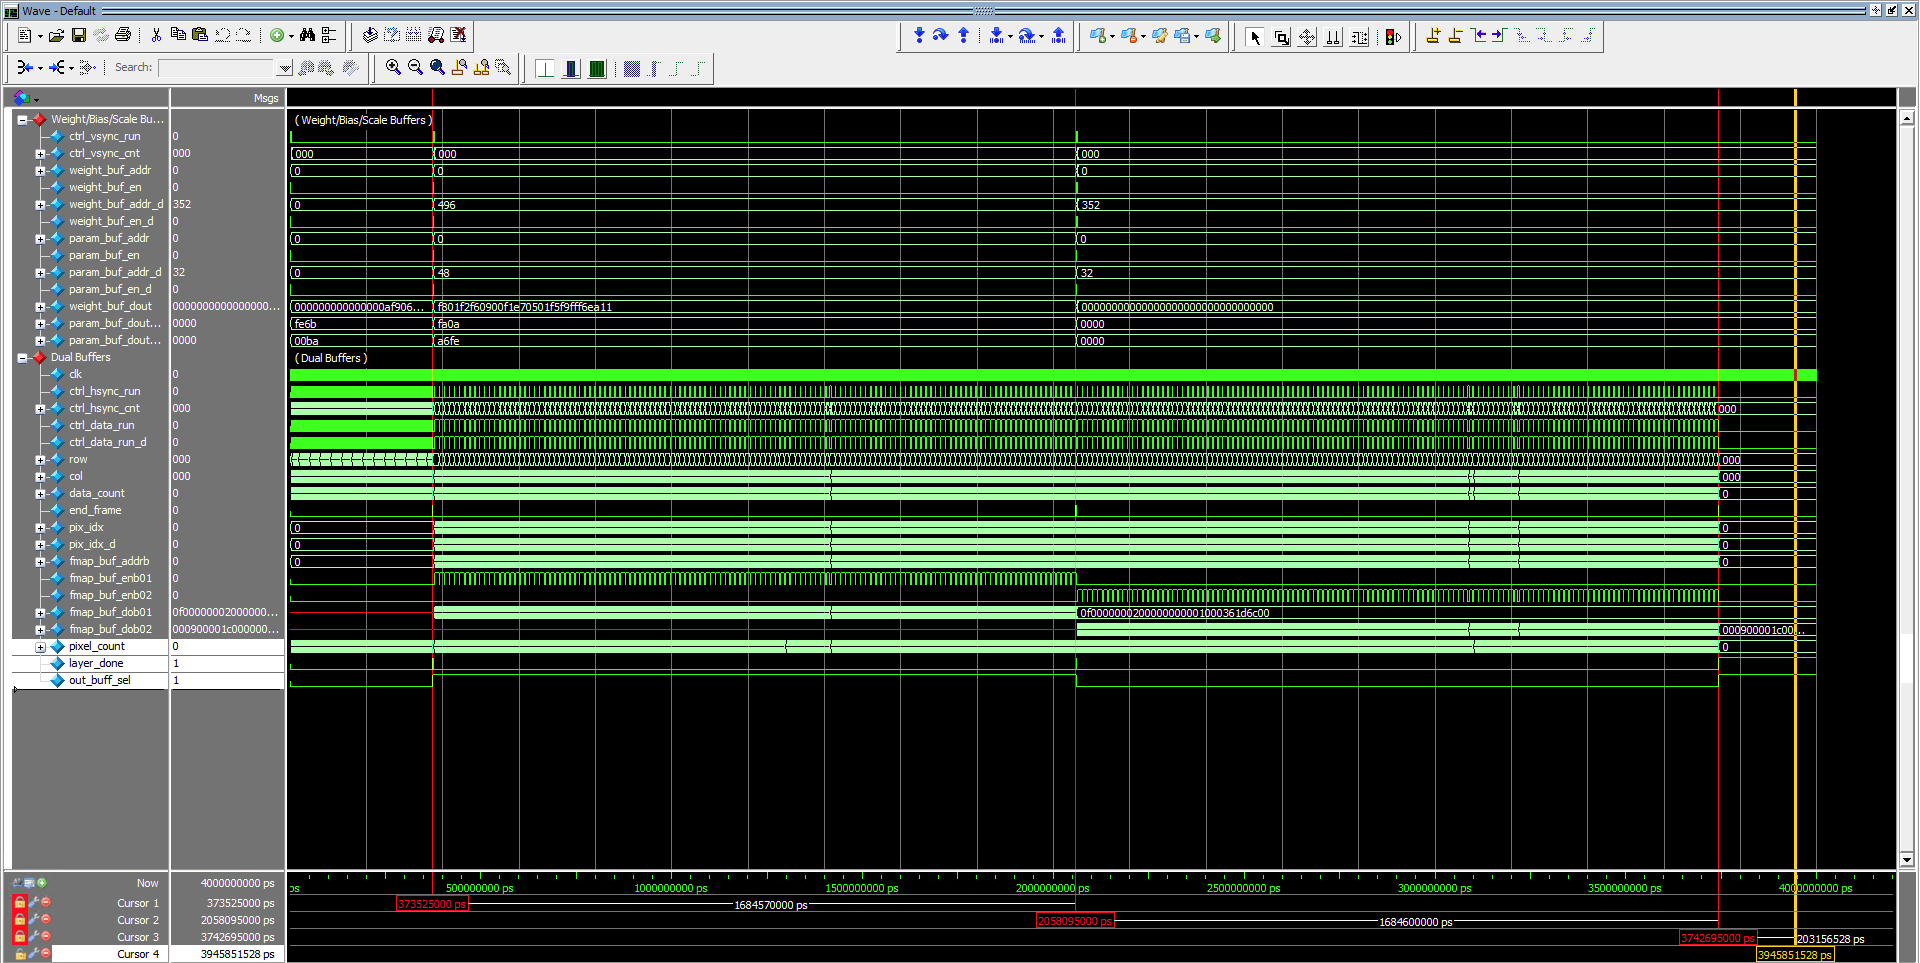 Wave - Default
Search:
Msgs
Weight/Bias/Scale Bu... ( Weight/Bias/Scale Buffers )
ctrl_vsync_run 0
ctrl_vsync_cnt 000 000 000 000
weight_buf_addr 0 0 0 0
weight_buf_en 0
weight_buf_addr_d 352 0 496 352
weight_buf_en_d 0
param_buf_addr 0 0 0 0
param_buf_en 0
param_buf_addr_d 32 0 48 32
param_buf_en_d 0
weight_buf_dout 0000000000000000... 000000000000000af906... f801f2f60900f1e70501f5f9fff6ea11 00000000000000000000000000000000
param_buf_dout... 0000 fe6b fa0a 0000
param_buf_dout... 0000 00ba a6fe 0000
Dual Buffers ( Dual Buffers )
clk 0
ctrl_hsync_run 0
ctrl_hsync_cnt 000 000
ctrl_data_run 0
ctrl_data_run_d 0
row 000 000
col 000 000
data_count 0 0
end_frame 0
pix_idx 0 0 0
pix_idx_d 0 0 0
fmap_buf_addrb 0 0 0
fmap_buf_enb01 0
fmap_buf_enb02 0
fmap_buf_dob01 0f00000002000000... 0f0000000200000000001000361d6c00
fmap_buf_dob02 000900001c000000... 000900001c00...
pixel_count 0 0
layer_done 1
out_buff_sel 1
Now 4000000000 ps ps 500000000 ps 1000000000 ps 1500000000 ps 2000000000 ps 2500000000 ps 3000000000 ps 3500000000 ps 4000000000 ps
Cursor 1 373525000 ps 373525000 ps 1684570000 ps
Cursor 2 2058095000 ps 2058095000 ps 1684600000 ps
Cursor 3 3742695000 ps 3742695000 ps 203156528 ps
Cursor 4 3945851528 ps 3945851528 ps